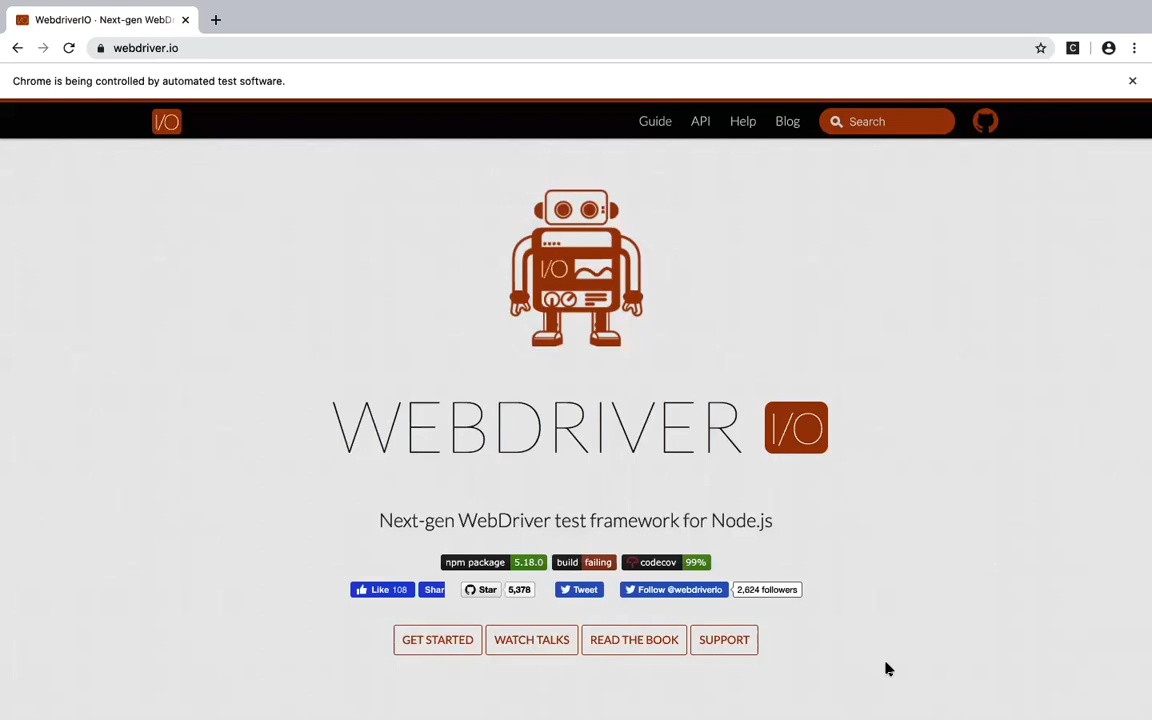 WebdriverIO · Next-gen WebD
webdriver.io
C
Chrome is being controlled by automated test software.
I/O
Guide
API
Help
Blog
Search
I/O
WEBDRIVER I/O
Next-gen WebDriver test framework for Node.js
npm package 5.18.0 build failing codecov 99%
Like 108 Shar Star 5,378 Tweet Follow @webdriverio 2,624 followers
GET STARTED WATCH TALKS READ THE BOOK SUPPORT